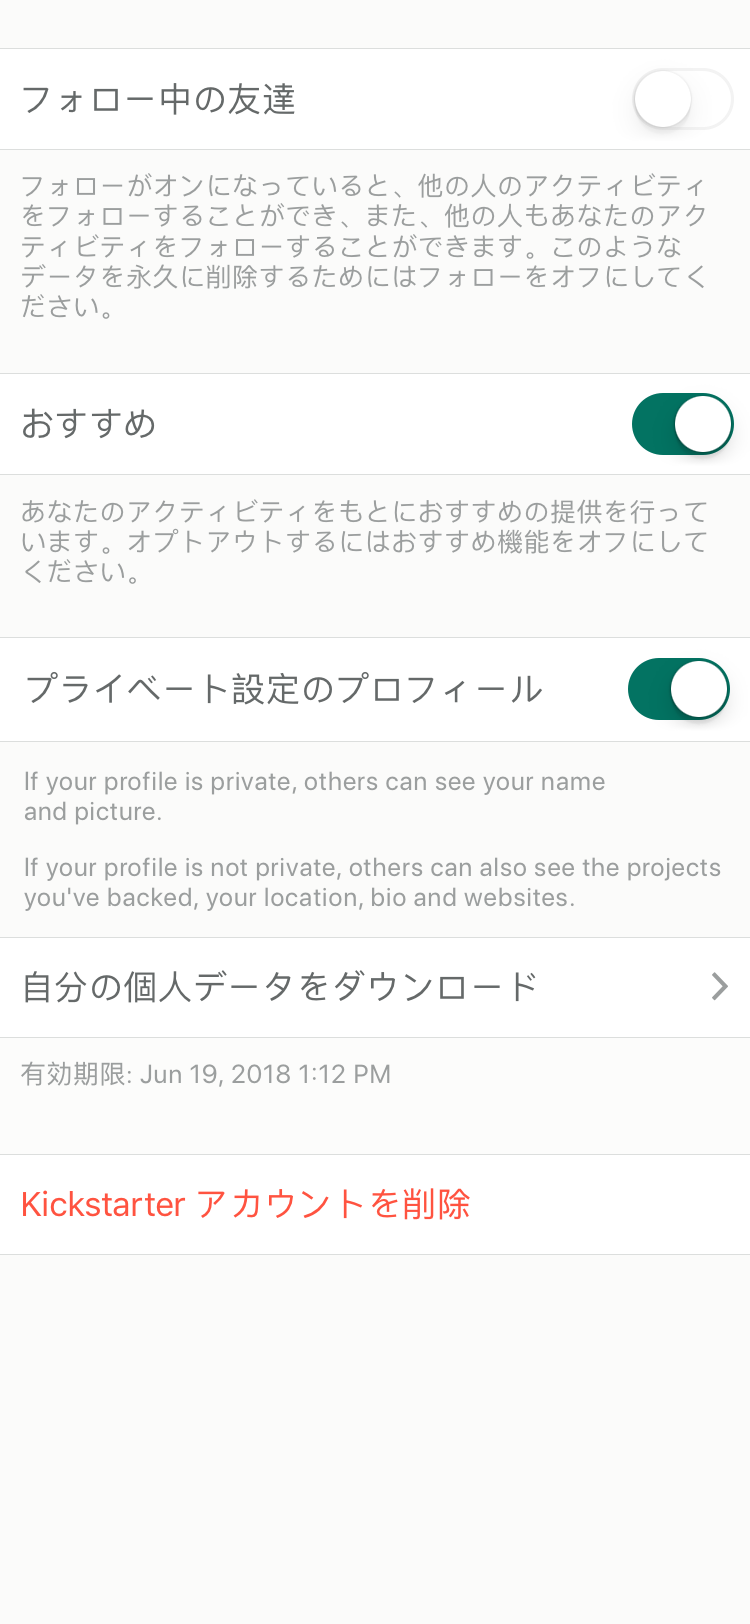 フォロー中の友達
フォローがオンになっていると、他の人のアクティビティ
をフォローすることができ、また、他の人もあなたのアク
ティビティをフォローすることができます。このような
データを永久に削除するためにはフォローをオフにしてく
ださい。
おすすめ
あなたのアクティビティをもとにおすすめの提供を行って
います。オプトアウトするにはおすすめ機能をオフにして
ください。
プライベート設定のプロフィール
If your profile is private, others can see your name
and picture.
If your profile is not private, others can also see the projects
you've backed, your location, bio and websites.
自分の個人データをダウンロード
有効期限: Jun 19, 2018 1:12 PM
Kickstarter アカウントを削除